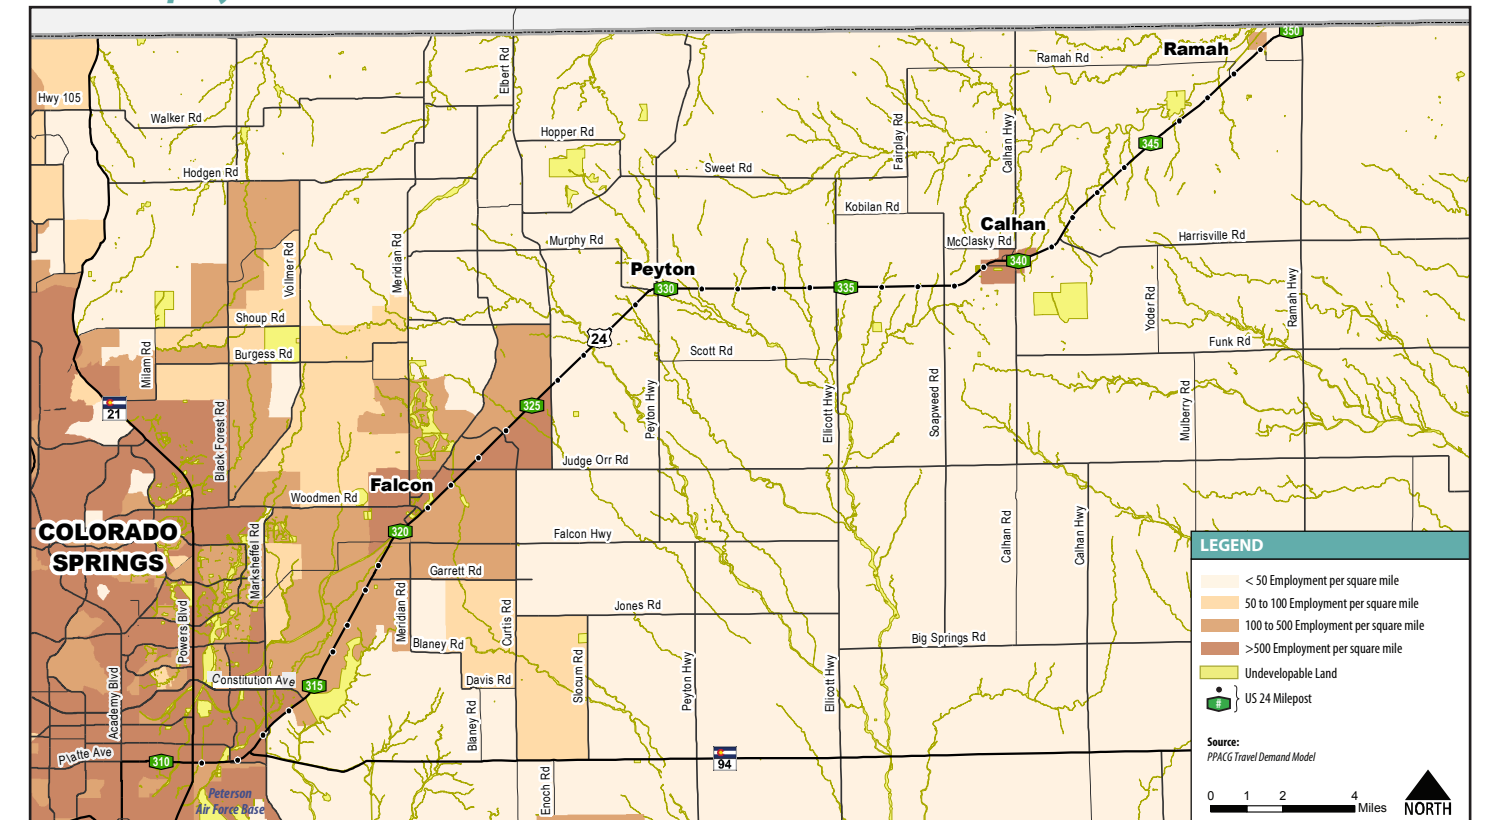 Ramah
350
Ramah Rd
Elbert Rd
Hwy 105
Walker Rd
Hopper Rd
Fairplay Rd
Calhan Hwy
345
Hodgen Rd
Sweet Rd
Kobilan Rd
Calhan
McClasky Rd
Harrisville Rd
Murphy Rd
Vollmer Rd
Meridian Rd
340
Peyton
330
335
Ramah Hwy
Yoder Rd
Shoup Rd
24
Funk Rd
Milam Rd
Burgess Rd
Scott Rd
21
325
Peyton Hwy
Ellicott Hwy
Soapweed Rd
Mulberry Rd
Black Forest Rd
Judge Orr Rd
Falcon
Woodmen Rd
COLORADO
SPRINGS
320
Falcon Hwy
Marksheffel Rd
Calhan Rd
Calhan Hwy
Garrett Rd
Jones Rd
Powers Blvd
Meridian Rd
Curtis Rd
Blaney Rd
Big Springs Rd
Constitution Ave
315
Davis Rd
Slocum Rd
Peyton Hwy
Ellicott Hwy
Academy Blvd
Blaney Rd
Platte Ave
310
94
Enoch Rd
Peterson
Air Force Base
LEGEND
< 50 Employment per square mile
50 to 100 Employment per square mile
100 to 500 Employment per square mile
>500 Employment per square mile
Undevelopable Land
#
US 24 Milepost
Source:
PPACG Travel Demand Model
0 1 2 4
Miles
NORTH